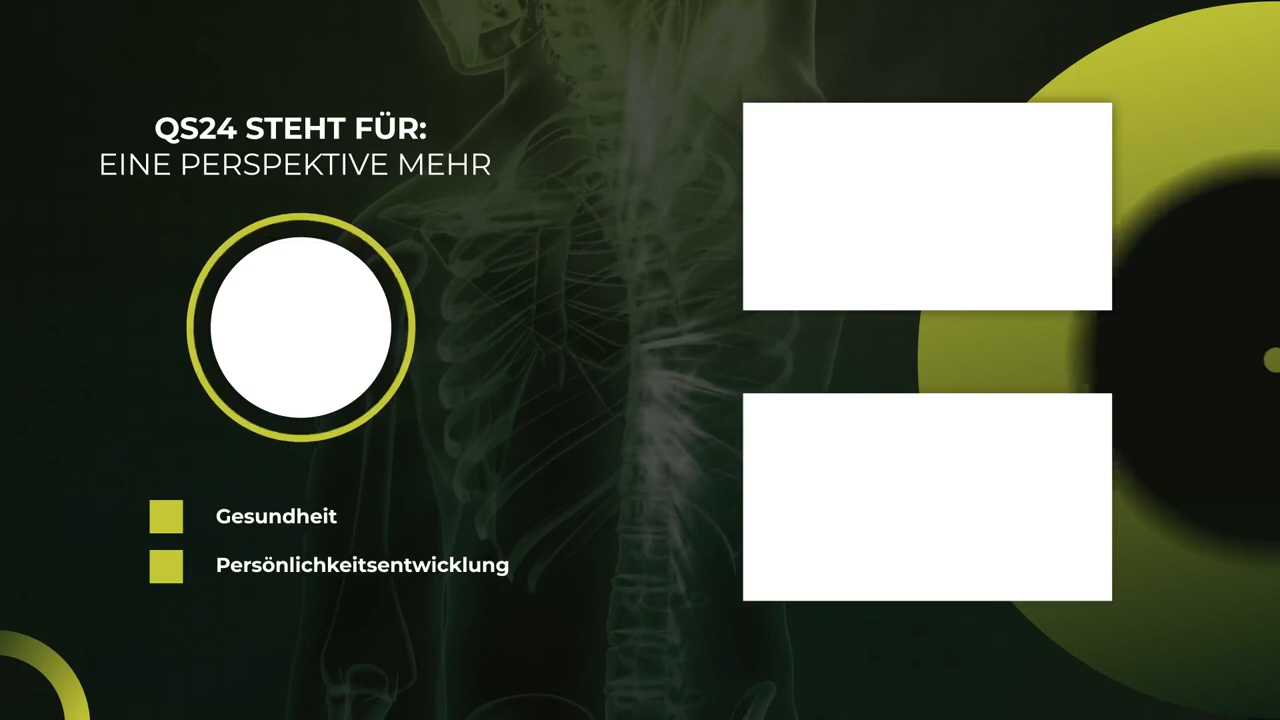 QS24 STEHT FÜR:
EINE PERSPEKTIVE MEHR
Gesundheit
Persönlichkeitsentwicklung